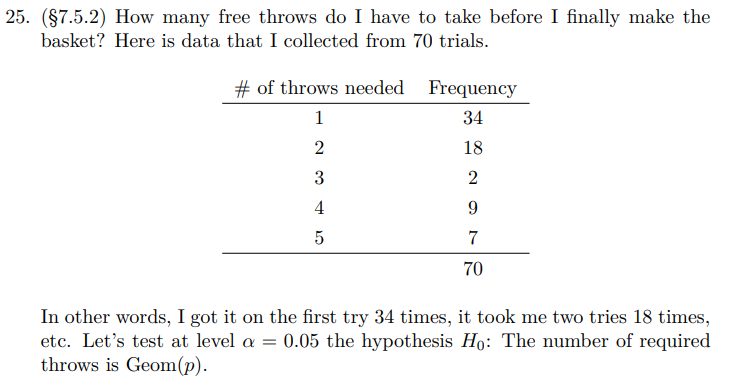 25. (§7.5.2) How many free throws do I have to take before I finally make the
basket? Here is data that I collected from 70 trials.
# of throws needed Frequency
1 34
2 18
3 2
4 9
5 7
70
In other words, I got it on the first try 34 times, it took me two tries 18 times,
etc. Let's test at level α = 0.05 the hypothesis H₀: The number of required
throws is Geom(p).